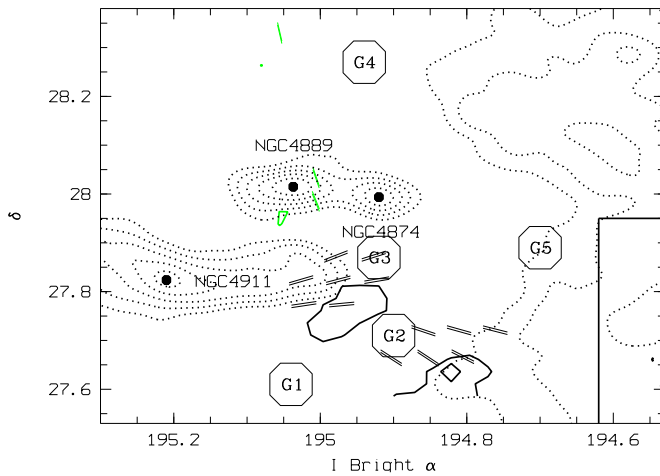 G4
28.2
NGC4889
28
δ
NGC4874
G3
G5
NGC4911
27.8
G2
G1
27.6
195.2
195
194.8
194.6
I Bright α